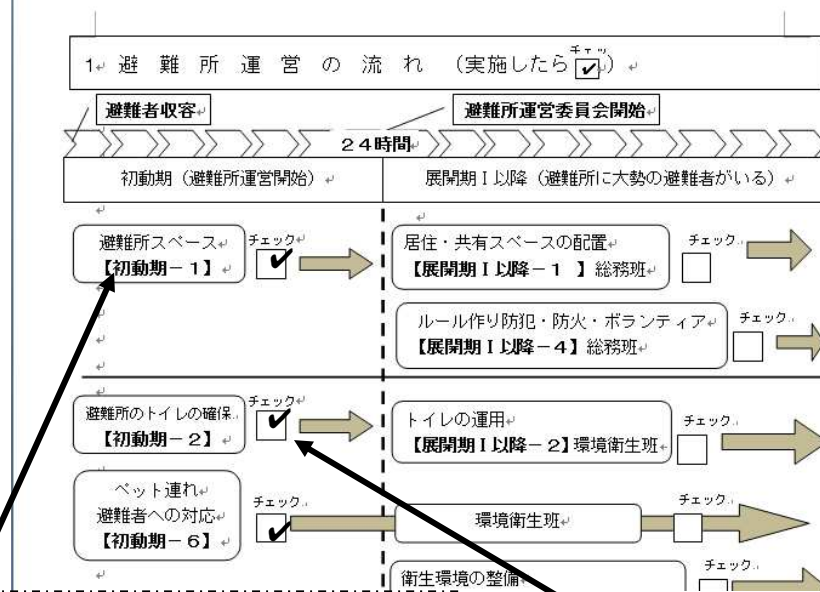 1 避難所運営の流れ （実施したら チェック ✔）
避難者収容
避難所運営委員会開始
24時間
初動期（避難所運営開始）
展開期Ⅰ以降（避難所に大勢の避難者がいる）
避難所スペース
【初動期－1】
チェック
居住・共有スペースの配置
【展開期Ⅰ以降－1 】総務班
チェック
ルール作り防犯・防火・ボランティア
【展開期Ⅰ以降－4】総務班
チェック
避難所のトイレの確保
【初動期－2】
チェック
トイレの運用
【展開期Ⅰ以降－2】環境衛生班
チェック
ペット連れ
避難者への対応
【初動期－6】
チェック
環境衛生班
チェック
衛生環境の整備
チェック